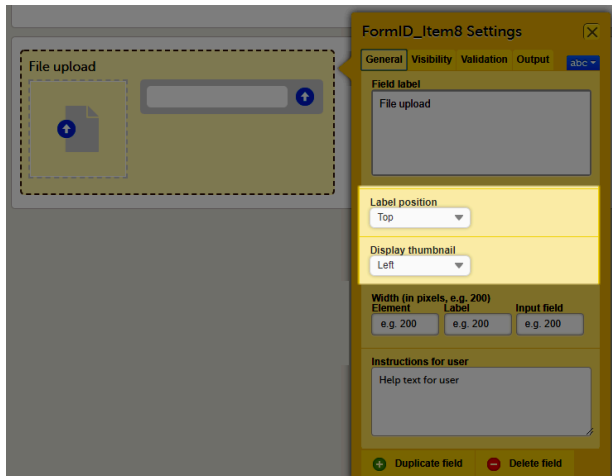 File upload
FormID_Item8 Settings
General Visibility Validation Output abc
Field label
File upload
Label position
Top
Display thumbnail
Left
Width (in pixels, e.g. 200)
Element Label Input field
e.g. 200 e.g. 200 e.g. 200
Instructions for user
Help text for user
Duplicate field Delete field